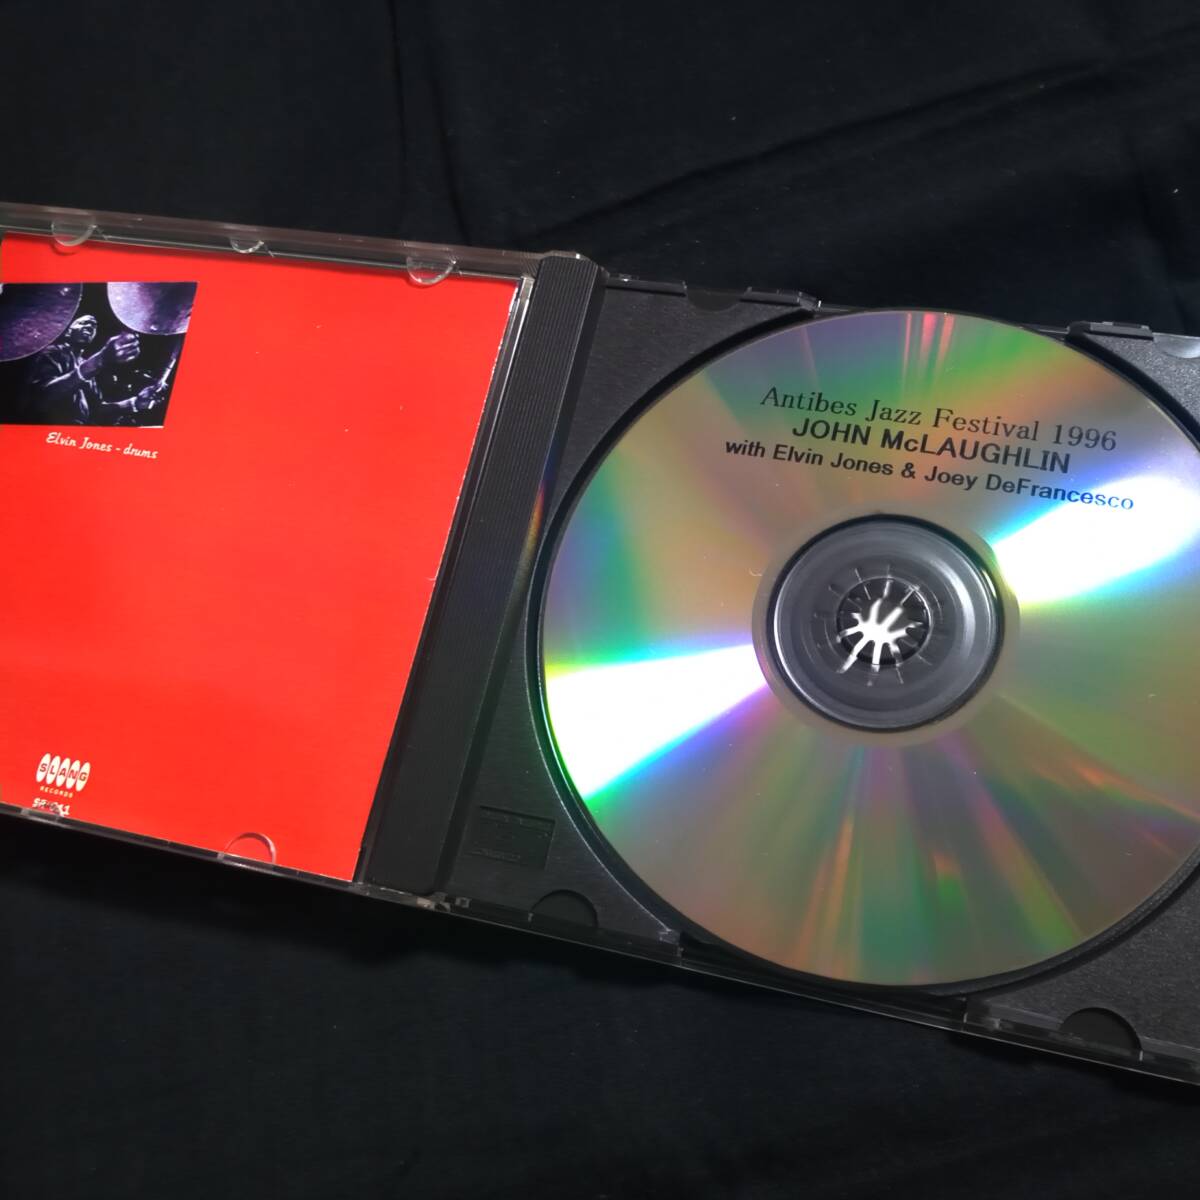 Elvin Jones - drums
SLANG
RECORDS
Antibes Jazz Festival 1996
JOHN McLAUGHLIN
with Elvin Jones & Joey DeFrancesco